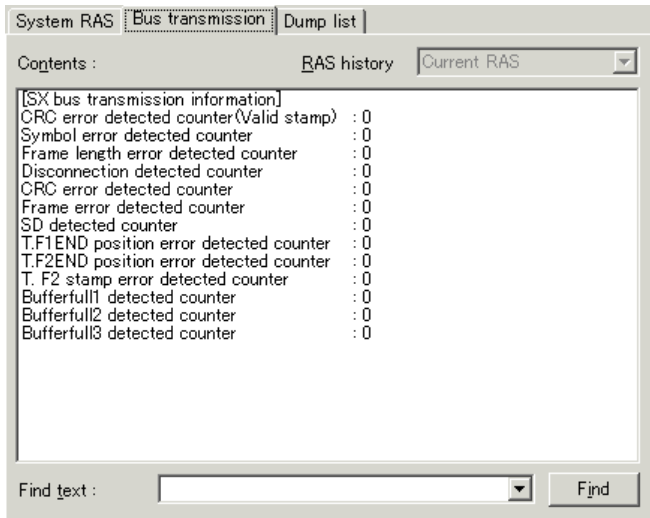 System RAS Bus transmission Dump list
Contents : RAS history Current RAS
[SX bus transmission information]
CRC error detected counter(Valid stamp) : 0
Symbol error detected counter : 0
Frame length error detected counter : 0
Disconnection detected counter : 0
CRC error detected counter : 0
Frame error detected counter : 0
SD detected counter : 0
T.F1END position error detected counter : 0
T.F2END position error detected counter : 0
T. F2 stamp error detected counter : 0
Bufferfull1 detected counter : 0
Bufferfull2 detected counter : 0
Bufferfull3 detected counter : 0
Find text : Find